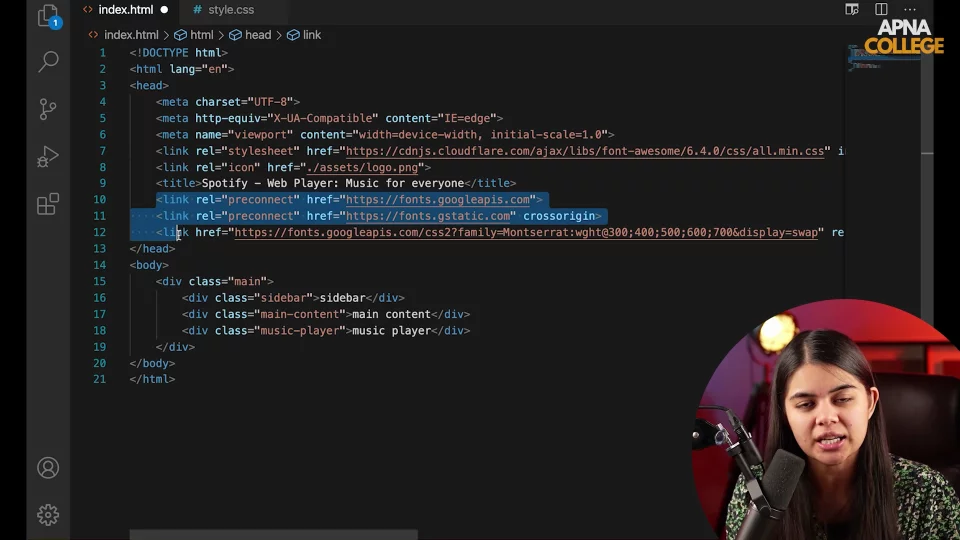 index.html
# style.css
APNA
COLLEGE
1
index.html > html > head > link
1 <!DOCTYPE html>
2 <html lang="en">
3 <head>
4 <meta charset="UTF-8">
5 <meta http-equiv="X-UA-Compatible" content="IE=edge">
6 <meta name="viewport" content="width=device-width, initial-scale=1.0">
7 <link rel="stylesheet" href="https://cdnjs.cloudflare.com/ajax/libs/font-awesome/6.4.0/css/all.min.css" in
8 <link rel="icon" href="./assets/logo.png">
9 <title>Spotify – Web Player: Music for everyone</title>
10 <link rel="preconnect" href="https://fonts.googleapis.com">
11 <link rel="preconnect" href="https://fonts.gstatic.com" crossorigin>
12 <link href="https://fonts.googleapis.com/css2?family=Montserrat:wght@300;400;500;600;700&display=swap" re
13 </head>
14 <body>
15 <div class="main">
16 <div class="sidebar">sidebar</div>
17 <div class="main-content">main content</div>
18 <div class="music-player">music player</div>
19 </div>
20 </body>
21 </html>